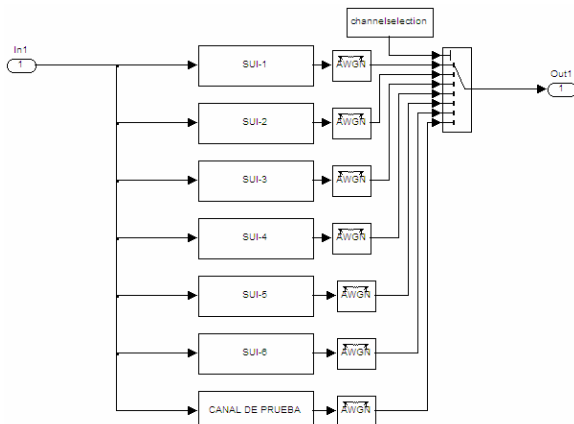 channelselection
In1
1
SUI-1
AWGN
Out1
1
SUI-2
AWGN
SUI-3
AWGN
SUI-4
AWGN
SUI-5
AWGN
SUI-6
AWGN
CANAL DE PRUEBA
AWGN